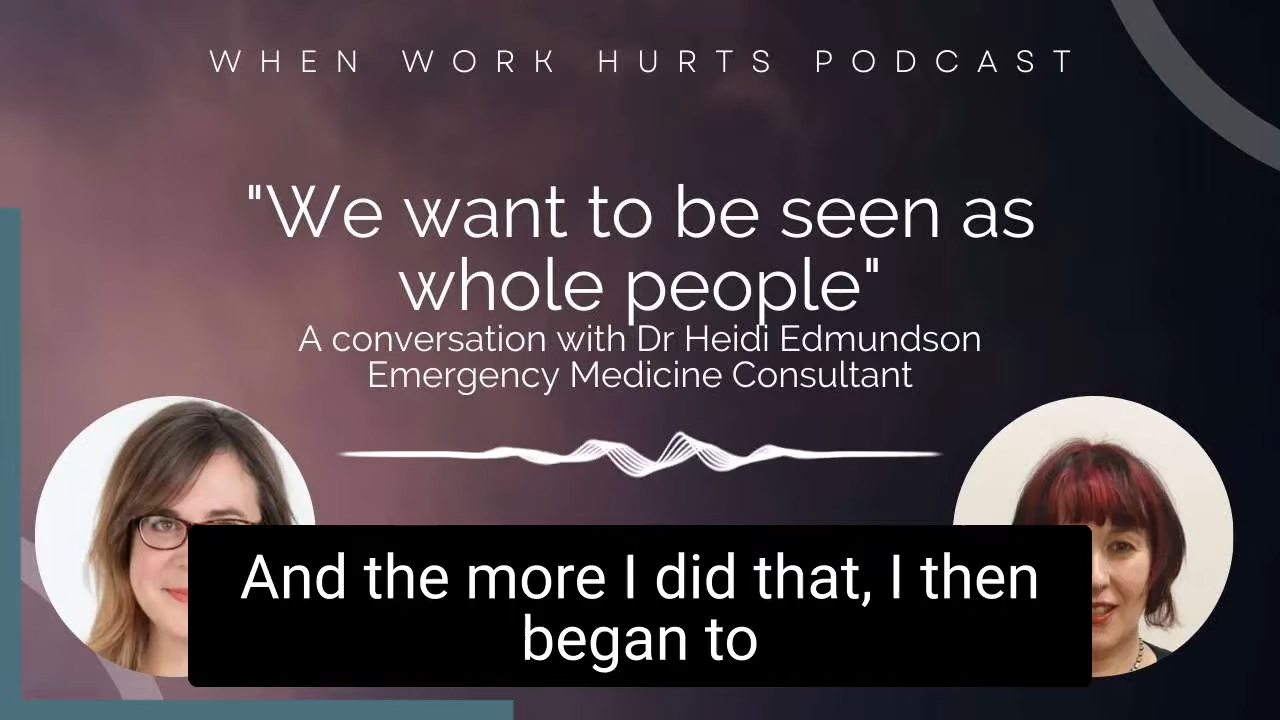 WHEN WORK HURTS PODCAST
"We want to be seen as
whole people"
A conversation with Dr Heidi Edmundson
Emergency Medicine Consultant
And the more I did that, I then
began to